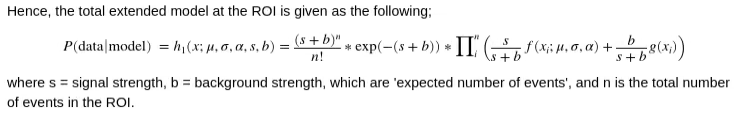 Hence, the total extended model at the ROI is given as the following;
P(data|model) = h₁(x; μ, σ, α, s, b) = (s + b)ⁿ / n! * exp(−(s + b)) * ∏ᵢⁿ ( s / (s + b) f(xᵢ; μ, σ, α) + b / (s + b) g(xᵢ) )
where s = signal strength, b = background strength, which are 'expected number of events', and n is the total number
of events in the ROI.